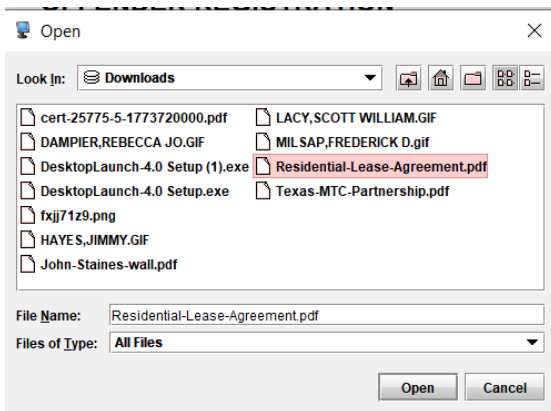 OFFENDER REGISTRATION
Open
Look In: Downloads
cert-25775-5-1773720000.pdf
DAMPIER,REBECCA JO.GIF
DesktopLaunch-4.0 Setup (1).exe
DesktopLaunch-4.0 Setup.exe
fxjj71z9.png
HAYES,JIMMY.GIF
John-Staines-wall.pdf
LACY,SCOTT WILLIAM.GIF
MILSAP,FREDERICK D.gif
Residential-Lease-Agreement.pdf
Texas-MTC-Partnership.pdf
File Name: Residential-Lease-Agreement.pdf
Files of Type: All Files
Open Cancel